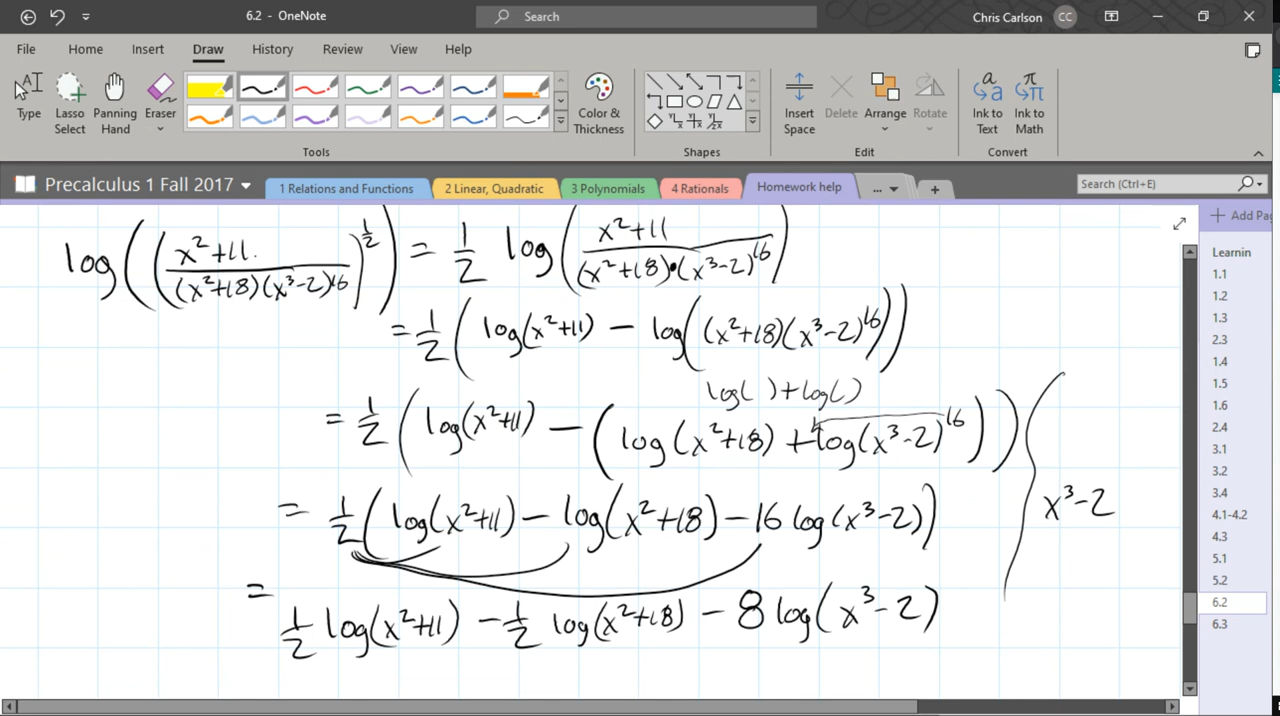 6.2 - OneNote
Search
Chris Carlson CC
File Home Insert Draw History Review View Help
Type
Lasso Select
Panning Hand
Eraser
Color & Thickness
Insert Space
Delete
Arrange
Rotate
Ink to Text
Ink to Math
Tools Shapes Edit Convert
Precalculus 1 Fall 2017
1 Relations and Functions 2 Linear, Quadratic 3 Polynomials 4 Rationals Homework help ... +
Search (Ctrl+E)
log(((x²+11.)/((x²+18)(x³-2)^16))^(1/2)) = 1/2 log((x²+11)/((x²+18)•(x³-2)^16))
= 1/2 (log(x²+11) - log((x²+18)(x³-2)^16))
log( )+log( )
= 1/2 (log(x²+11) - (log(x²+18) + log(x³-2)^16))
= 1/2 (log(x²+11) - log(x²+18) - 16 log(x³-2))
x³-2
= 1/2 log(x²+11) - 1/2 log(x²+18) - 8 log(x³-2)
+ Add Pa
Learnin
1.1
1.2
1.3
2.3
1.4
1.5
1.6
2.4
3.1
3.2
3.4
4.1-4.2
4.3
5.1
5.2
6.2
6.3